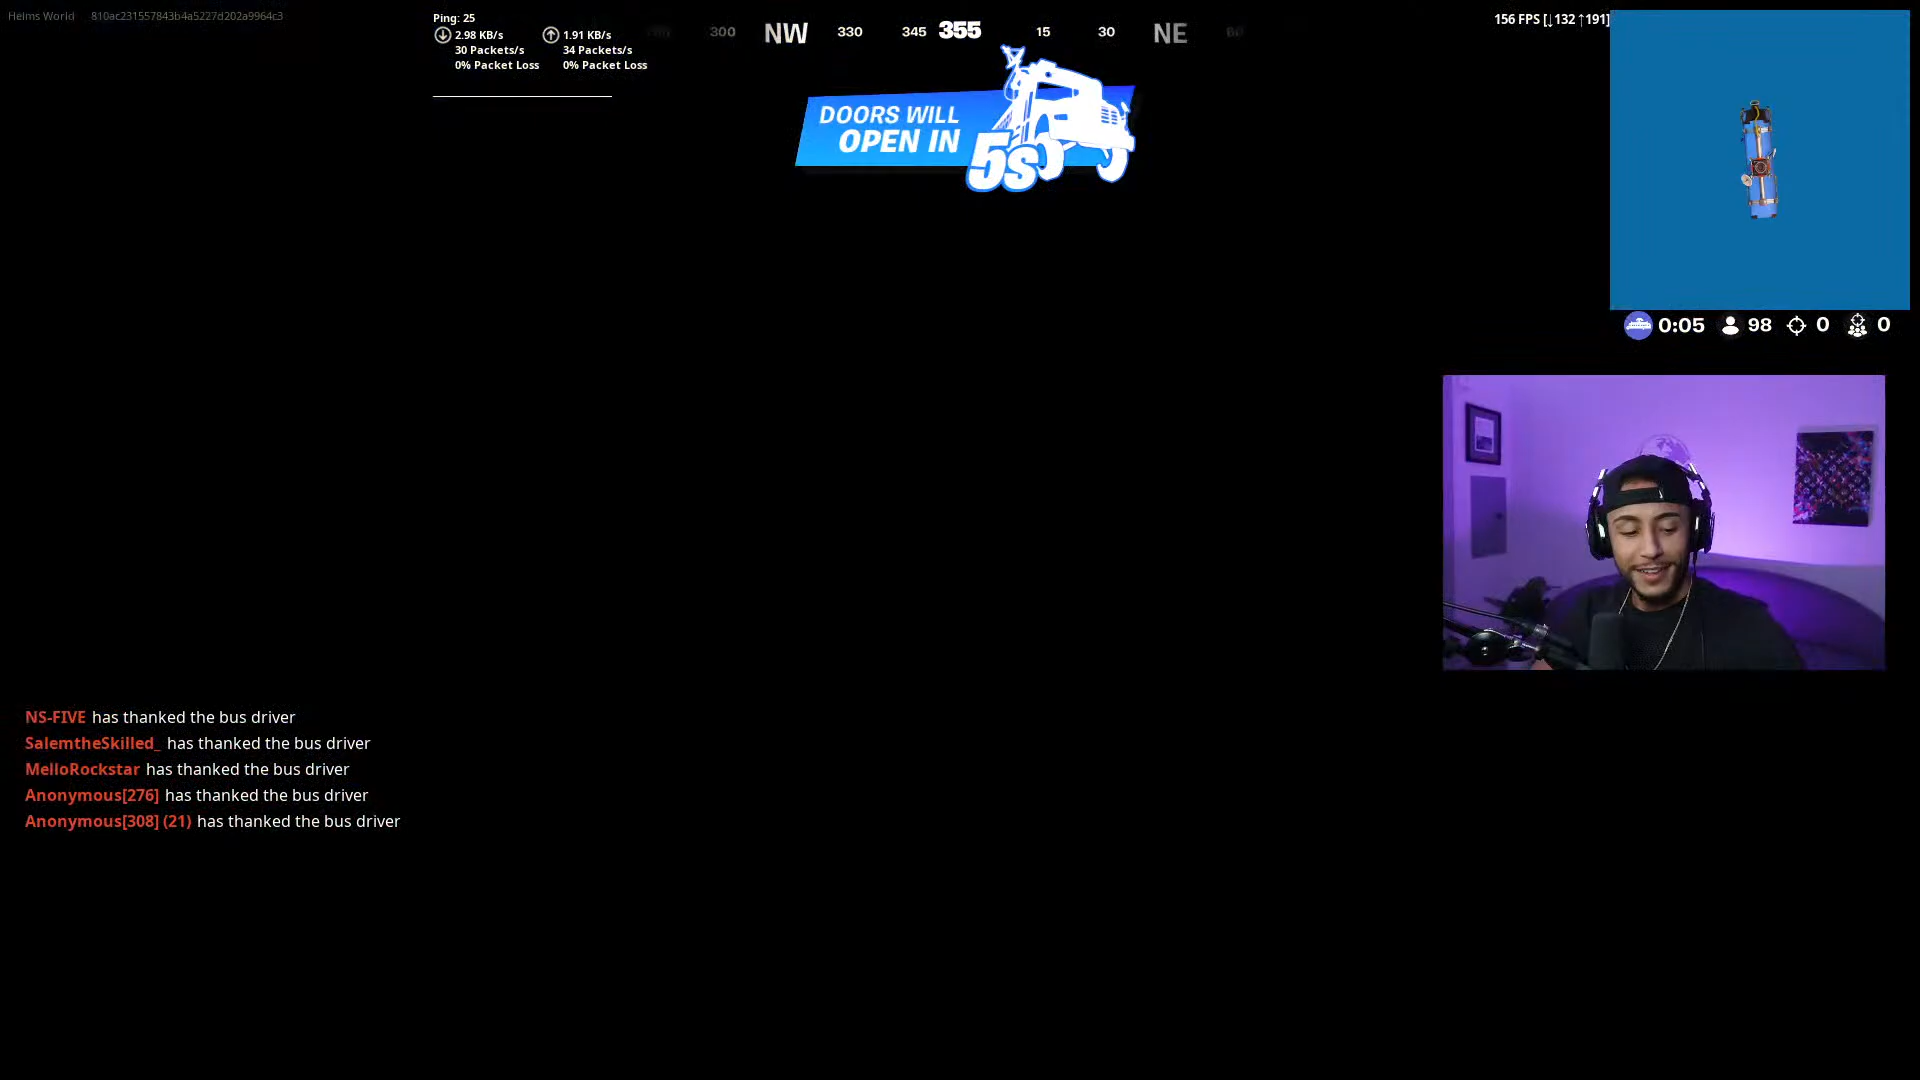 Helms World 810ac231557843b4a5227d202a9964c3
Ping: 25
2.98 KB/s 1.91 KB/s
30 Packets/s 34 Packets/s
0% Packet Loss 0% Packet Loss
300 NW 330 345 355 15 30 NE 60
156 FPS [↓132 ↑191]
DOORS WILL
OPEN IN
5s
0:05 98 0 0
NS-FIVE has thanked the bus driver
SalemtheSkilled_ has thanked the bus driver
MelloRockstar has thanked the bus driver
Anonymous[276] has thanked the bus driver
Anonymous[308] (21) has thanked the bus driver